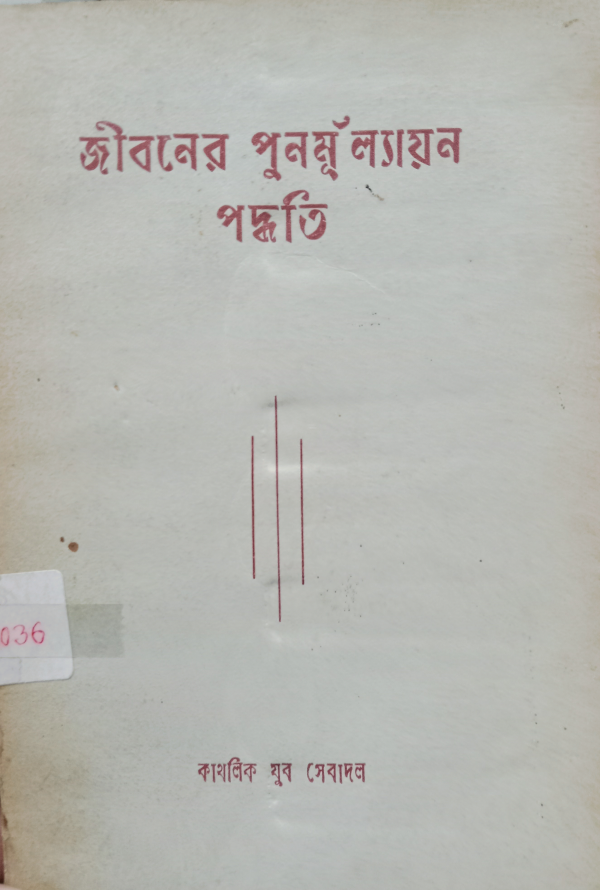 জীবনের পুনর্মূল্যায়ন
পদ্ধতি
036
কাথলিক যুব সেবাদল